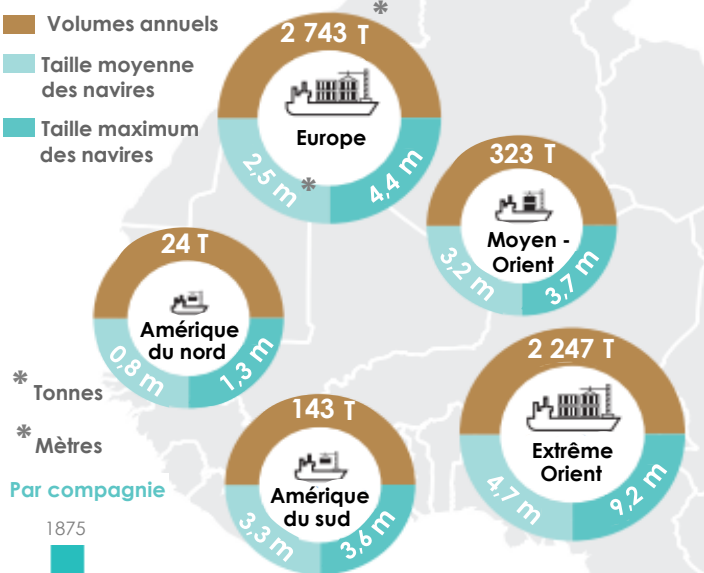 Volumes annuels
Taille moyenne
des navires
Taille maximum
des navires
2 743 T *
Europe
2,5 m *
4,4 m
323 T
Moyen -
Orient
3,2 m
3,7 m
24 T
Amérique
du nord
0,8 m
1,3 m
2 247 T
Extrême
Orient
4,7 m
9,2 m
143 T
Amérique
du sud
3,3 m
3,6 m
* Tonnes
* Mètres
Par compagnie
1875